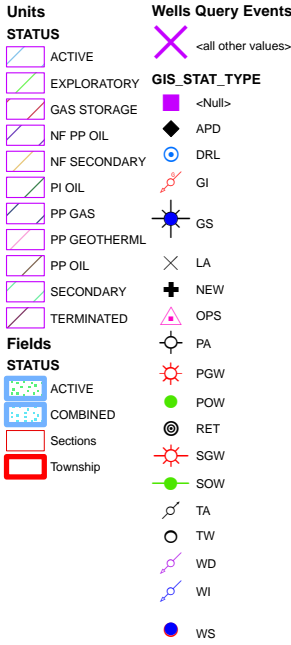 Units
STATUS
ACTIVE
EXPLORATORY
GAS STORAGE
NF PP OIL
NF SECONDARY
PI OIL
PP GAS
PP GEOTHERML
PP OIL
SECONDARY
TERMINATED
Fields
STATUS
ACTIVE
COMBINED
Sections
Township
Wells Query Events
<all other values>
GIS_STAT_TYPE
<Null>
APD
DRL
GI
GS
LA
NEW
OPS
PA
PGW
POW
RET
SGW
SOW
TA
TW
WD
WI
WS